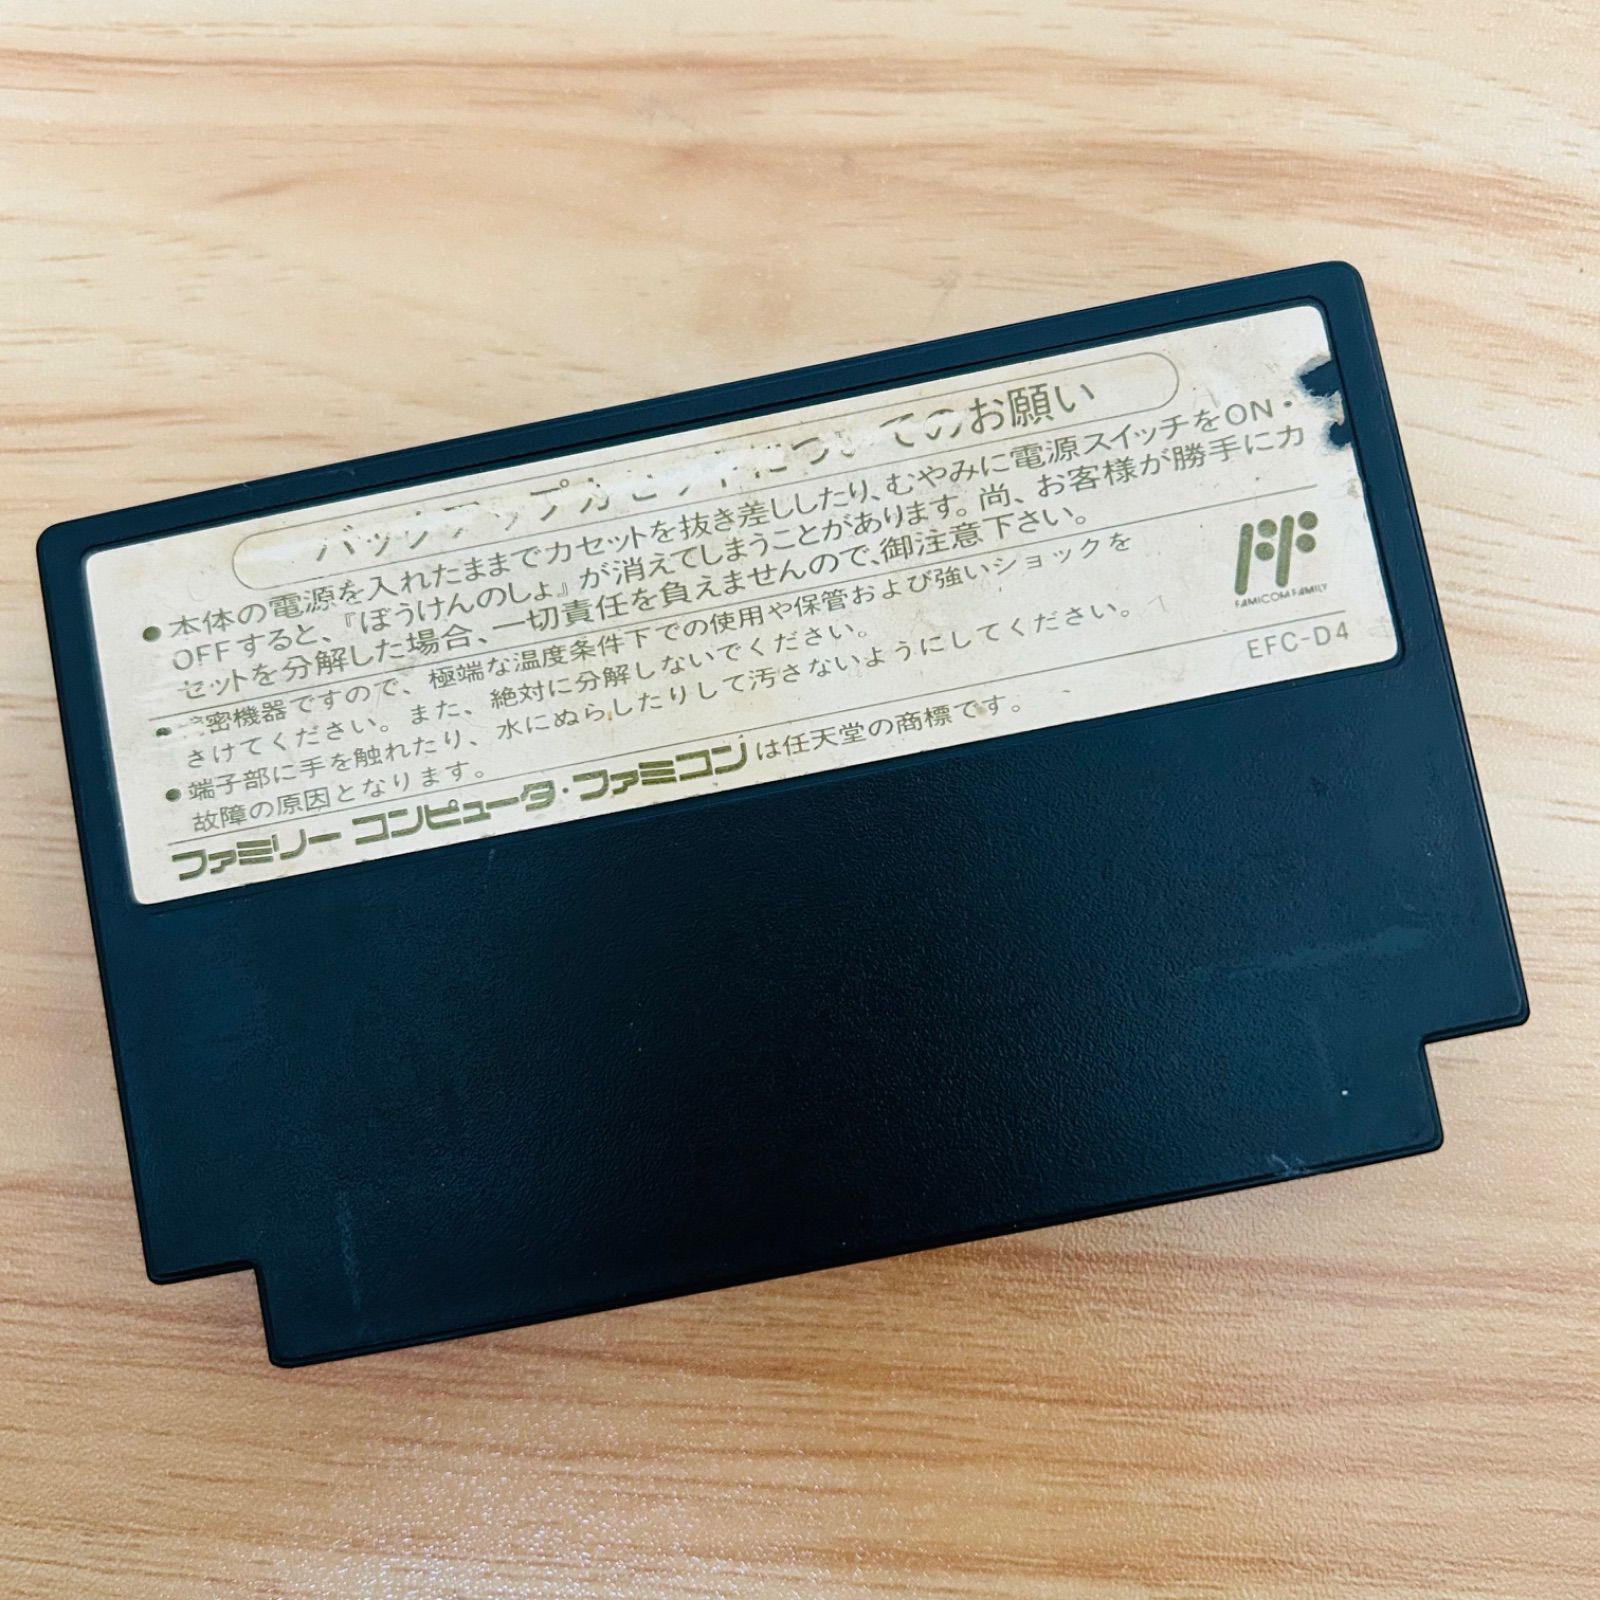 バックアップカセットについてのお願い
●本体の電源を入れたままでカセットを抜き差ししたり、むやみに電源スイッチをON・
OFFすると、『ぼうけんのしょ』が消えてしまうことがあります。尚、お客様が勝手にカ
セットを分解した場合、一切責任を負えませんので、御注意下さい。
●密機器ですので、極端な温度条件下での使用や保管および強いショックを
さけてください。また、絶対に分解しないでください。
●端子部に手を触れたり、水にぬらしたりして汚さないようにしてください。
故障の原因となります。
ファミリーコンピュータ・ファミコンは任天堂の商標です。
FF
FAMICOM FAMILY
EFC-D4